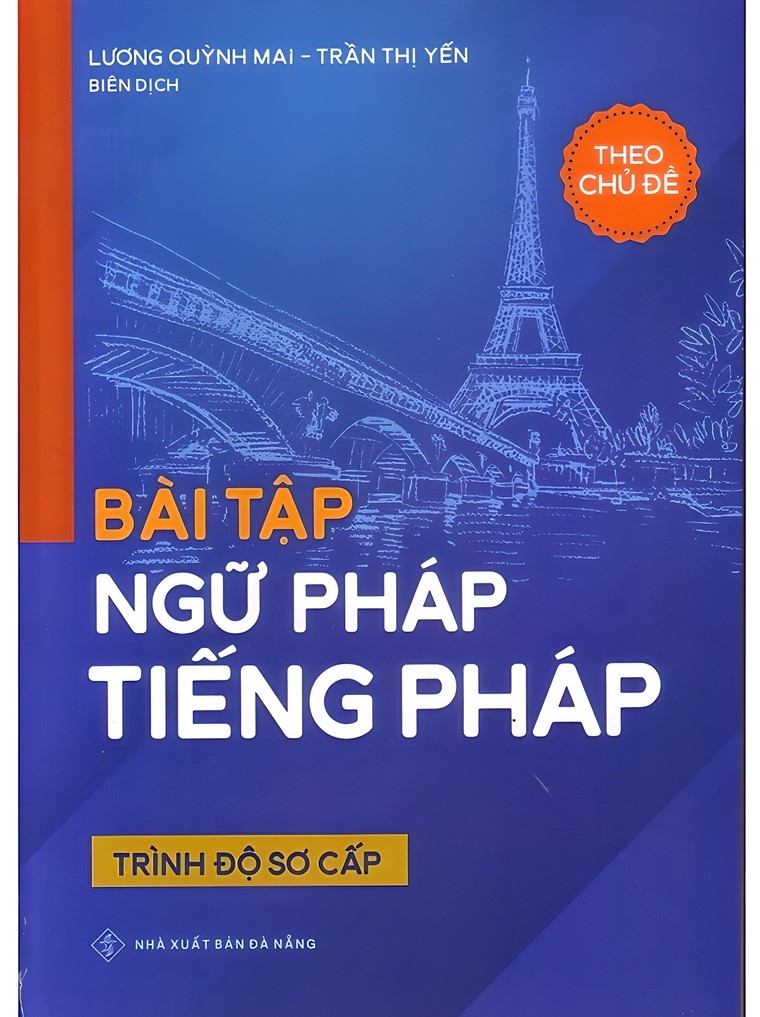 LƯƠNG QUỲNH MAI – TRẦN THỊ YẾN
BIÊN DỊCH
THEO
CHỦ ĐỀ
BÀI TẬP
NGỮ PHÁP
TIẾNG PHÁP
TRÌNH ĐỘ SƠ CẤP
NHÀ XUẤT BẢN ĐÀ NẴNG